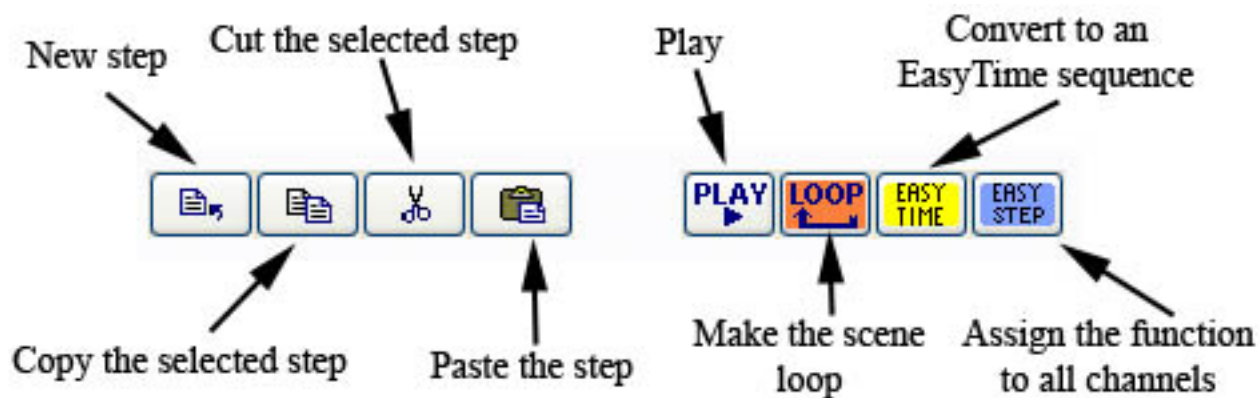 New step
Cut the selected step
Play
Convert to an
EasyTime sequence
PLAY
LOOP
EASY
TIME
EASY
STEP
Copy the selected step
Paste the step
Make the scene
loop
Assign the function
to all channels